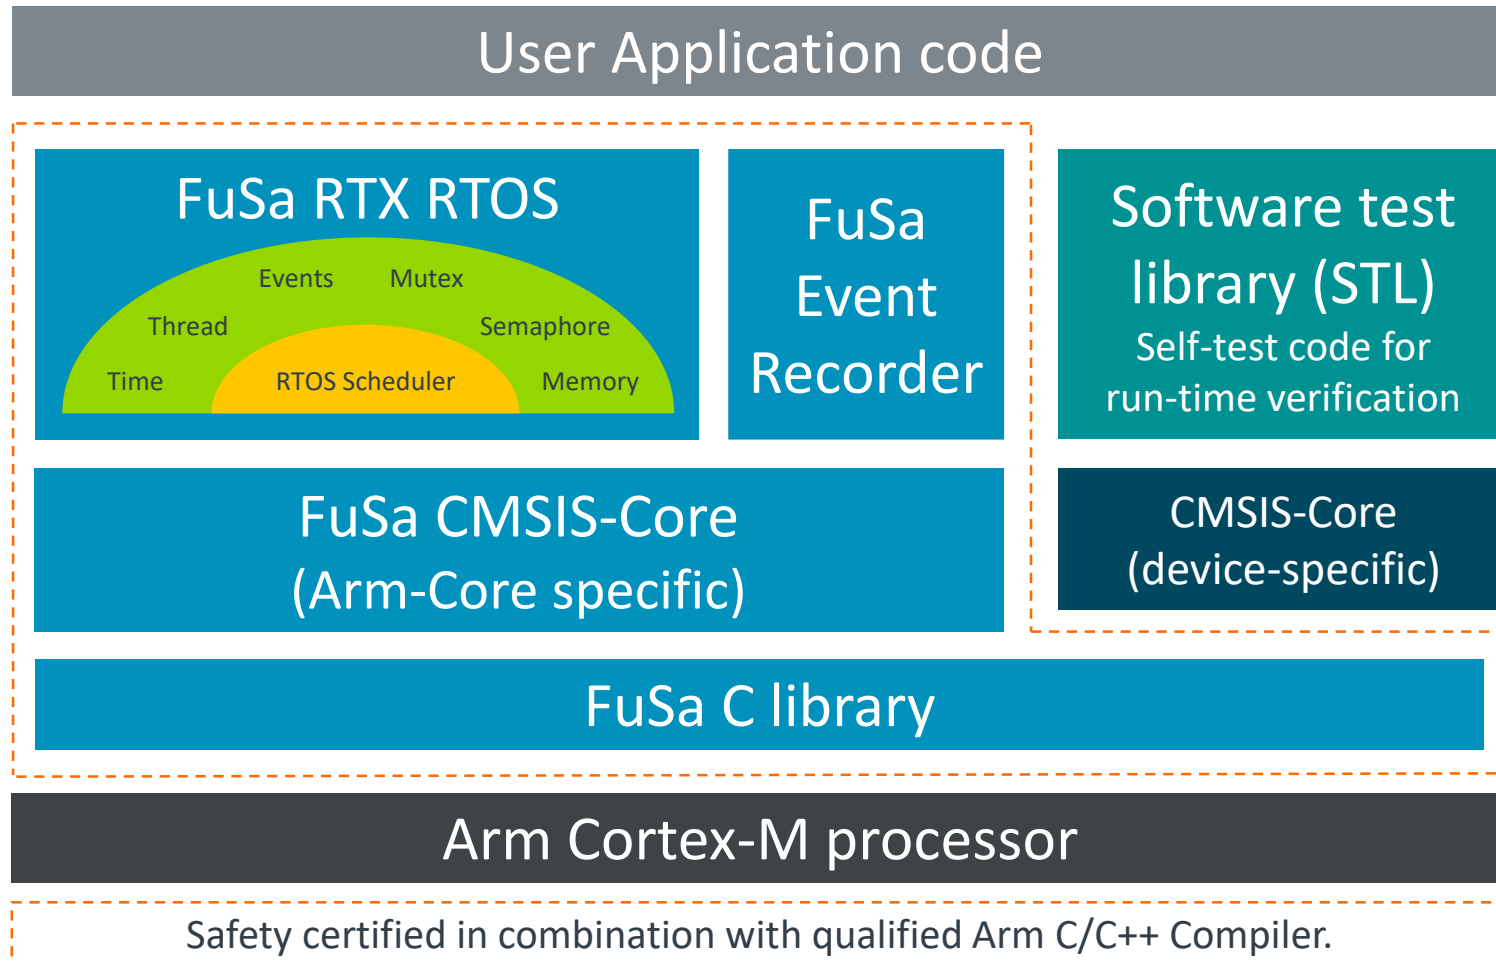 User Application code
FuSa RTX RTOS
Events
Mutex
Thread
Semaphore
Time
RTOS Scheduler
Memory
FuSa
Event
Recorder
Software test
library (STL)
Self-test code for
run-time verification
FuSa CMSIS-Core
(Arm-Core specific)
CMSIS-Core
(device-specific)
FuSa C library
Arm Cortex-M processor
Safety certified in combination with qualified Arm C/C++ Compiler.